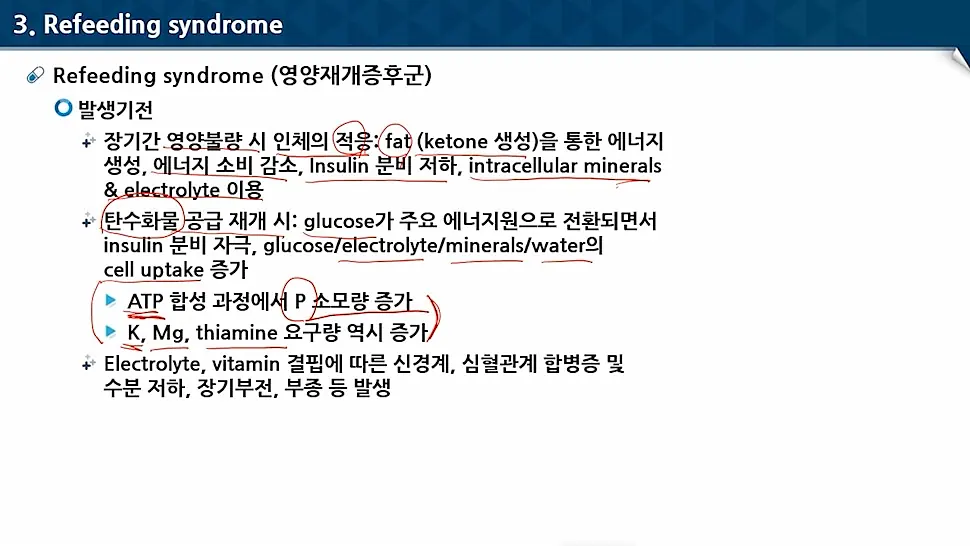 3. Refeeding syndrome
Refeeding syndrome (영양재개증후군)
발생기전
장기간 영양불량 시 인체의 적응: fat (ketone 생성)을 통한 에너지
생성, 에너지 소비 감소, Insulin 분비 저하, intracellular minerals
& electrolyte 이용
탄수화물 공급 재개 시: glucose가 주요 에너지원으로 전환되면서
insulin 분비 자극, glucose/electrolyte/minerals/water의
cell uptake 증가
ATP 합성 과정에서 P 소모량 증가
K, Mg, thiamine 요구량 역시 증가
Electrolyte, vitamin 결핍에 따른 신경계, 심혈관계 합병증 및
수분 저하, 장기부전, 부종 등 발생